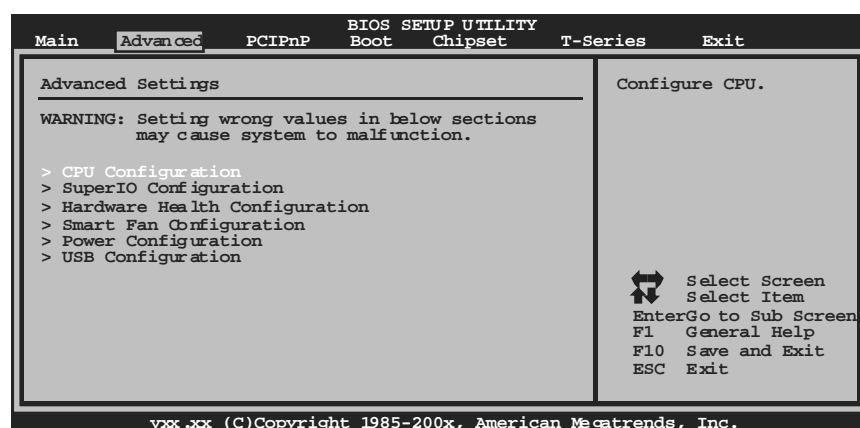 BIOS SETUP UTILITY
Main Advanced PCIPnP Boot Chipset T-Series Exit
Advanced Settings
WARNING: Setting wrong values in below sections
may cause system to malfunction.
> CPU Configuration
> SuperIO Configuration
> Hardware Health Configuration
> Smart Fan Configuration
> Power Configuration
> USB Configuration
Configure CPU.
Select Screen
Select Item
EnterGo to Sub Screen
F1 General Help
F10 Save and Exit
ESC Exit
vxx.xx (C)Copyright 1985-200x, American Megatrends, Inc.